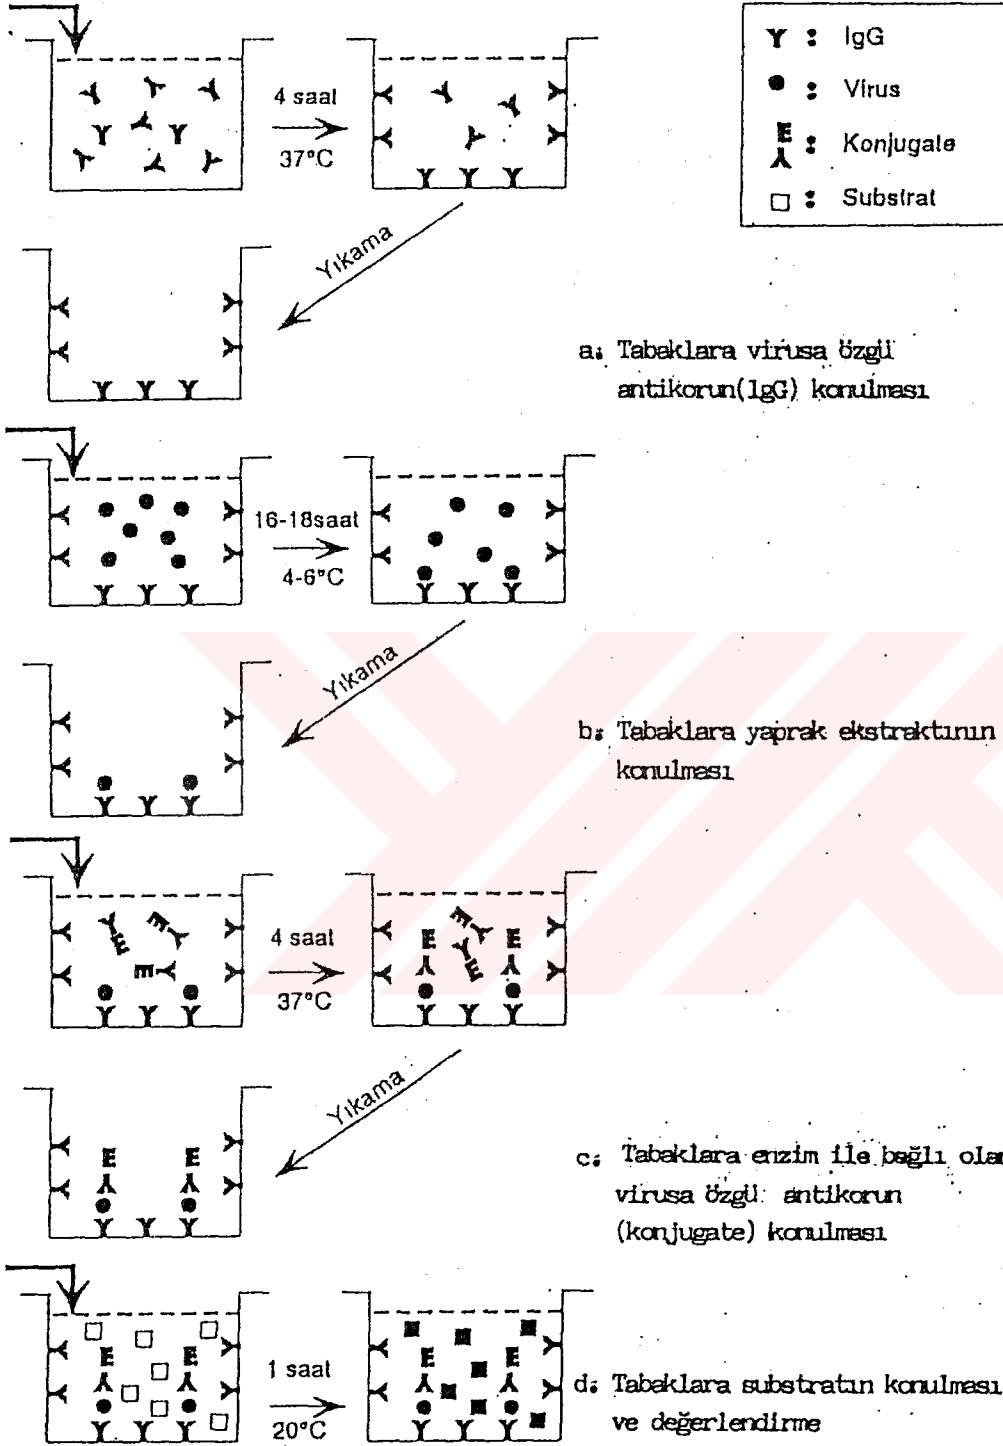 IgG
Virus
E
Konjugate
Substrat
4 saat
37°C
Yıkama
a: Tabaklara virusa özgü
antikorun(lgG) konulması
16-18saat
4-6°C
Yıkama
b: Tabaklara yaprak ekstraktının
konulması
E E E
E E E
4 saat
37°C
Yıkama
E E
c: Tabaklara enzim ile bağlı olan
virusa özgü antikorun
(konjugate) konulması
E E
E E
1 saat
20°C
d: Tabaklara substratın konulması
ve değerlendirme